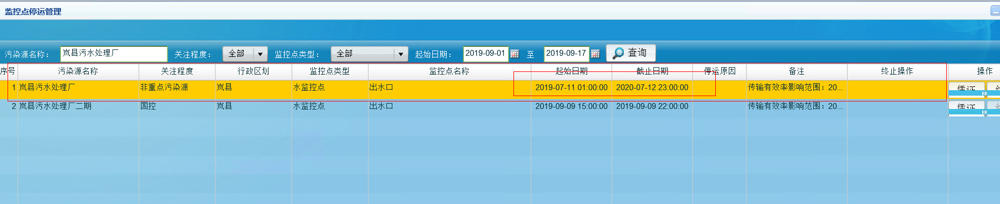 监控点停运管理
污染源名称： 岚县污水处理厂 关注程度： 全部 监控点类型： 全部 起始日期： 2019-09-01 至 2019-09-17 查询
序号 污染源名称 关注程度 行政区划 监控点类型 监控点名称 起始日期 截止日期 停运原因 备注 终止操作 操作
1 岚县污水处理厂 非重点污染源 岚县 水监控点 出水口 2019-07-11 01:00:00 2020-07-12 23:00:00 传输有效率影响范围：20... 凭证
2 岚县污水处理厂二期 国控 岚县 水监控点 出水口 2019-09-09 15:00:00 2019-09-09 22:00:00 传输有效率影响范围：20... 凭证